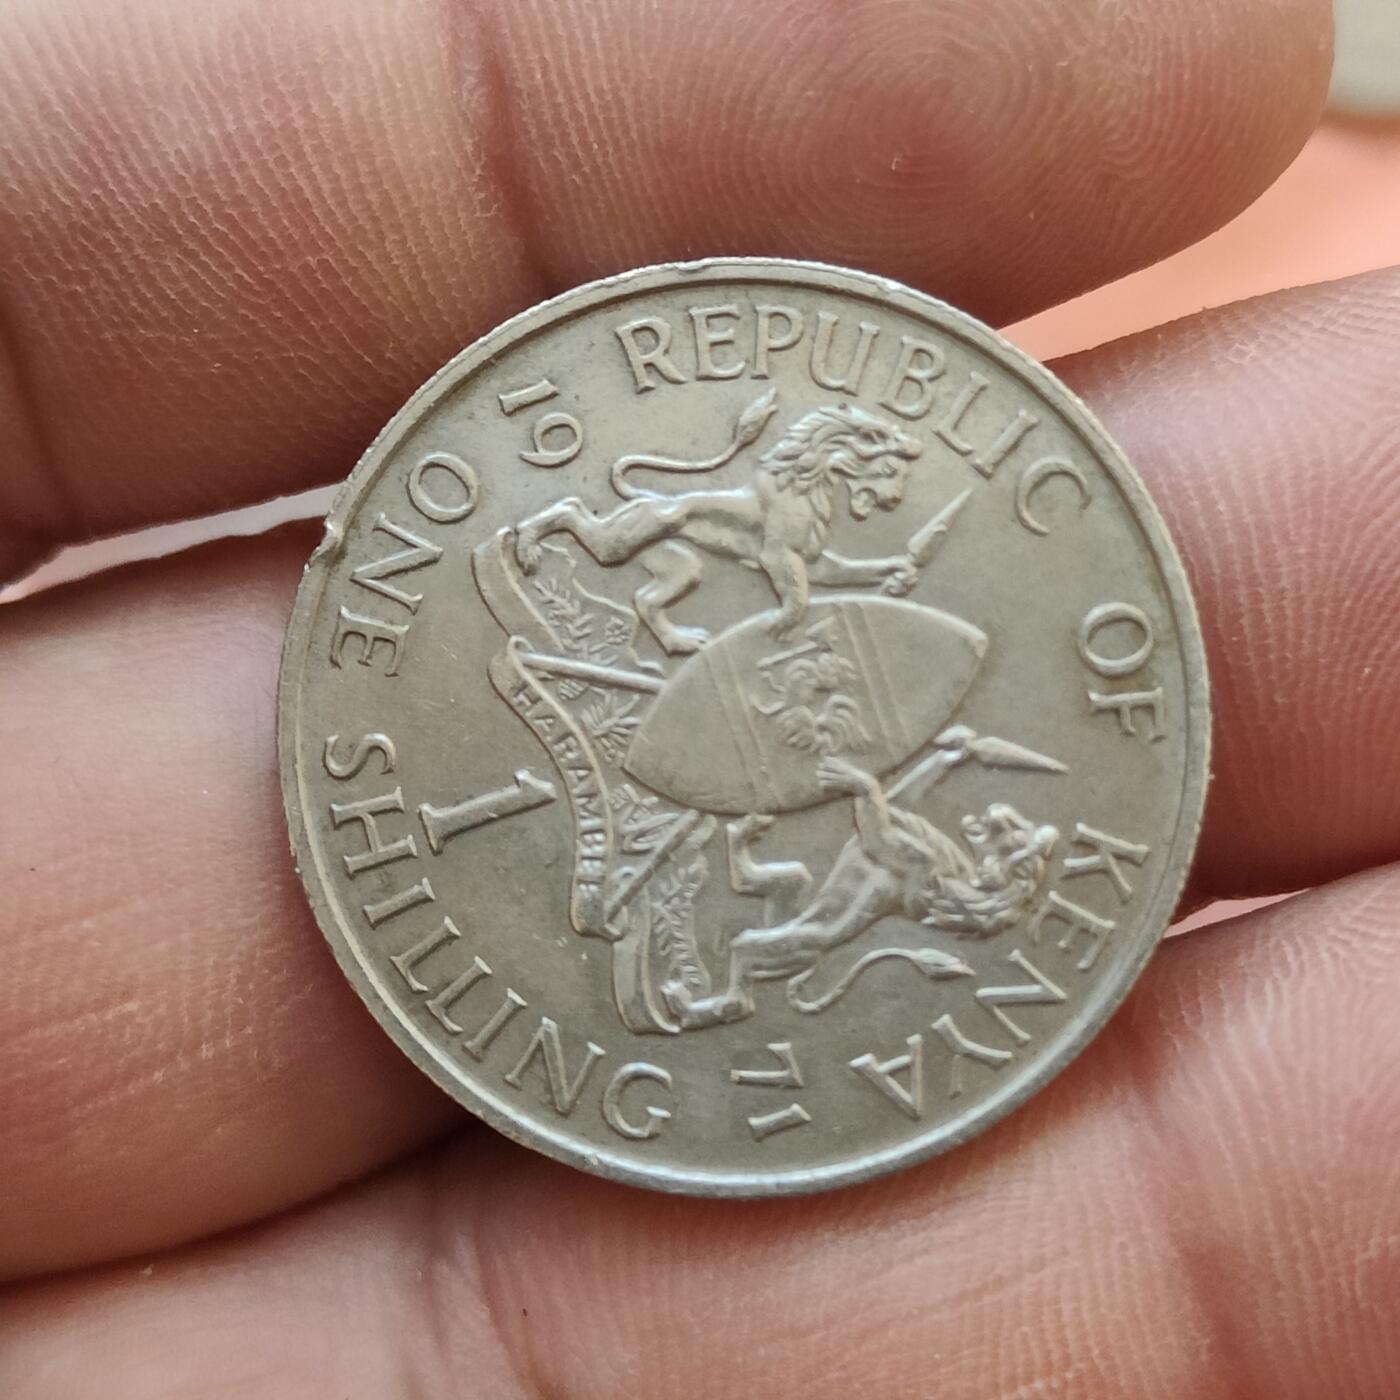 REPUBLIC OF KENYA
19 71
HARAMBEE
1
ONE SHILLING